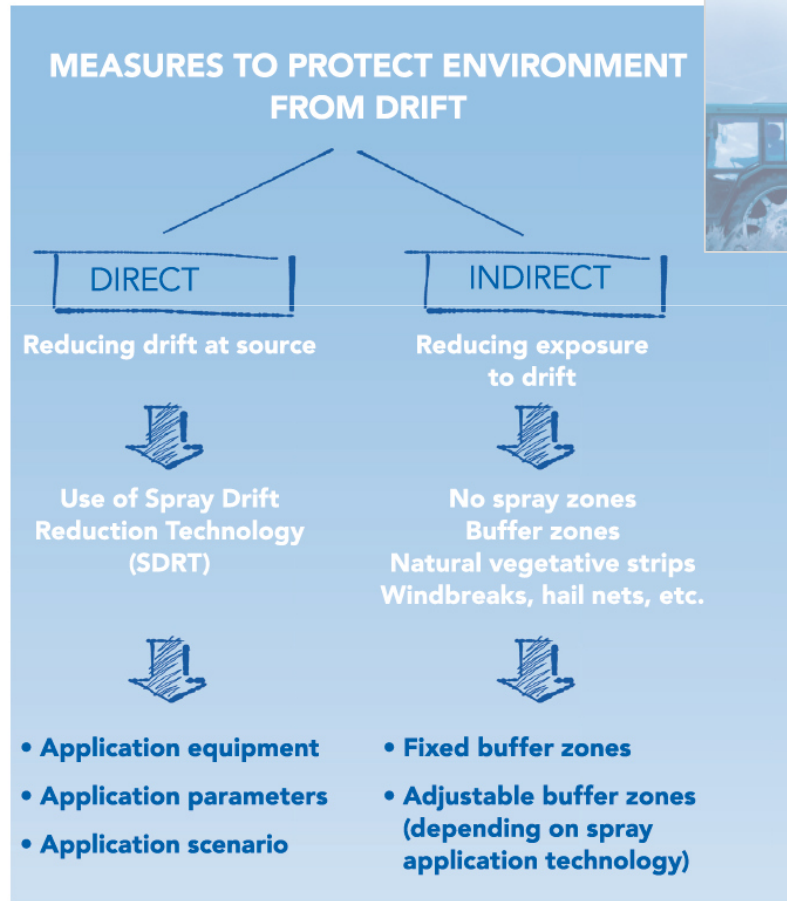 MEASURES TO PROTECT ENVIRONMENT
FROM DRIFT
DIRECT
Reducing drift at source
Use of Spray Drift
Reduction Technology
(SDRT)
• Application equipment
• Application parameters
• Application scenario
INDIRECT
Reducing exposure
to drift
No spray zones
Buffer zones
Natural vegetative strips
Windbreaks, hail nets, etc.
• Fixed buffer zones
• Adjustable buffer zones
(depending on spray
application technology)